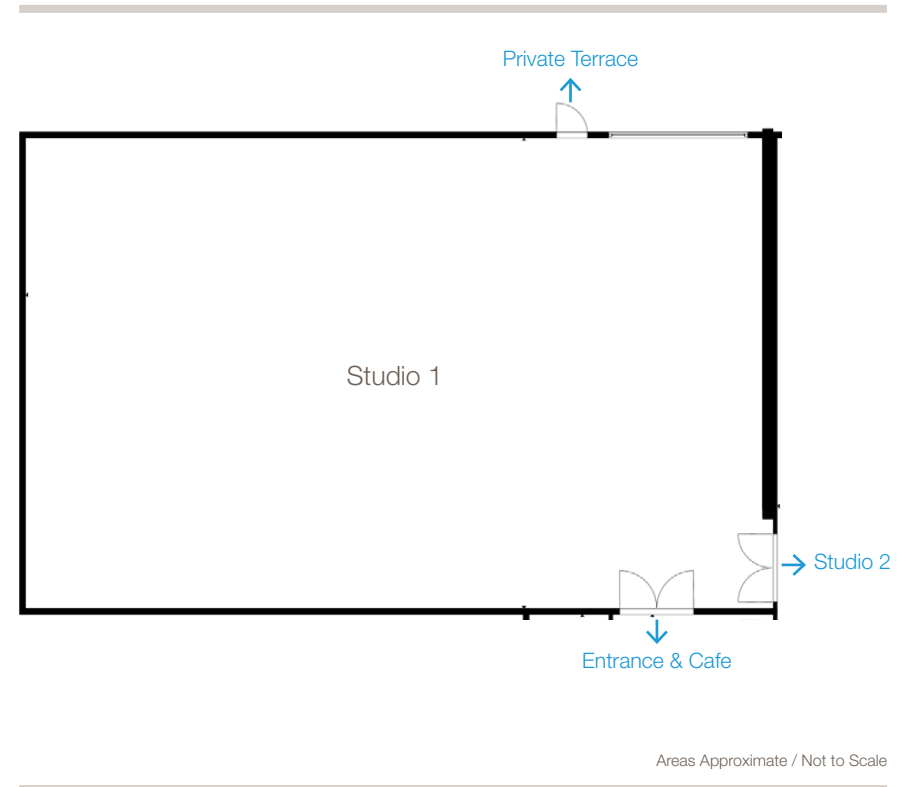 Private Terrace
Studio 1
Studio 2
Entrance & Cafe
Areas Approximate / Not to Scale